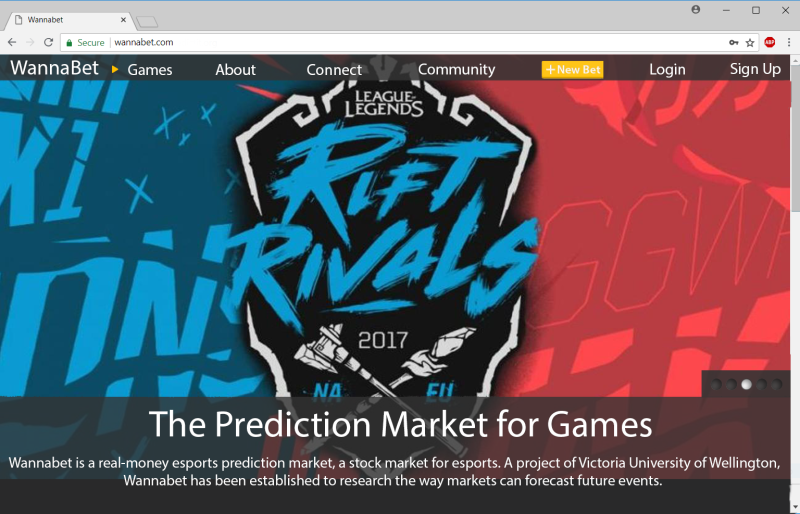 Wannabet
Secure | wannabet.com
ABP
WannaBet Games About Connect Community +New Bet Login Sign Up
LEAGUE OF
LEGENDS
RIFT
RIVALS
2017
NA EU
The Prediction Market for Games
Wannabet is a real-money esports prediction market, a stock market for esports. A project of Victoria University of Wellington,
Wannabet has been established to research the way markets can forecast future events.